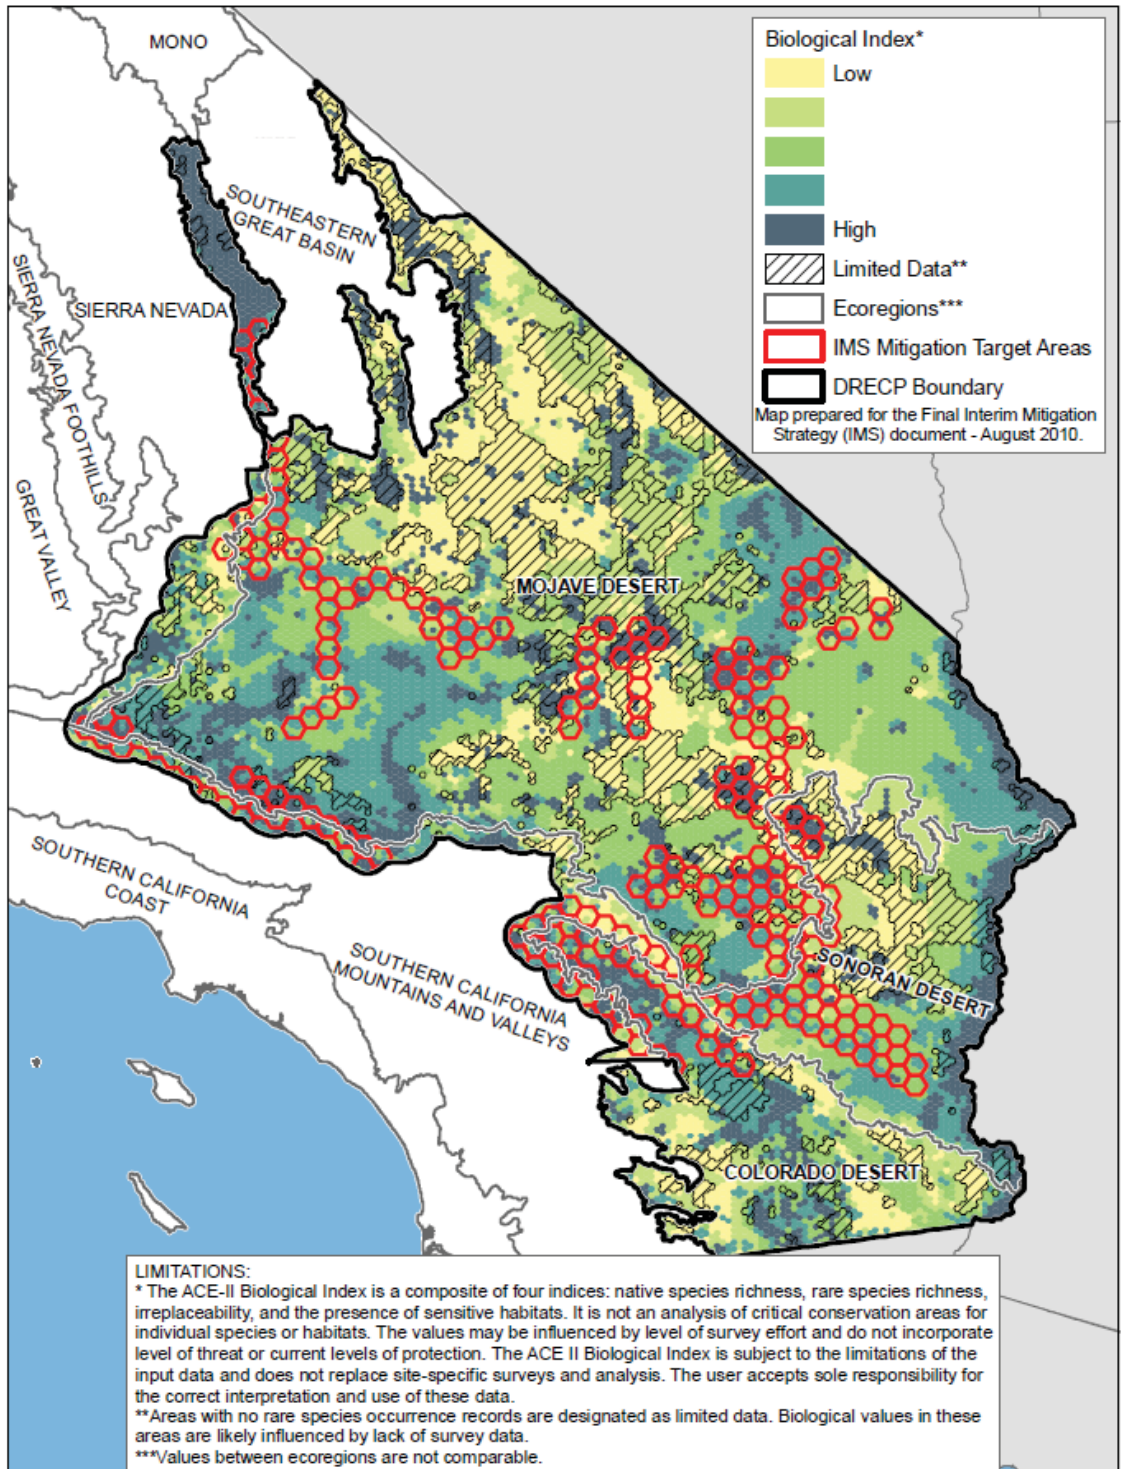 MONO
Biological Index*
Low
High
Limited Data**
Ecoregions***
IMS Mitigation Target Areas
DRECP Boundary
Map prepared for the Final Interim Mitigation
Strategy (IMS) document - August 2010.
SOUTHEASTERN
GREAT BASIN
SIERRA NEVADA
SIERRA NEVADA FOOTHILLS
GREAT VALLEY
MOJAVE DESERT
SOUTHERN CALIFORNIA
COAST
SOUTHERN CALIFORNIA
MOUNTAINS AND VALLEYS
SONORAN DESERT
COLORADO DESERT
LIMITATIONS:
* The ACE-II Biological Index is a composite of four indices: native species richness, rare species richness,
irreplaceability, and the presence of sensitive habitats. It is not an analysis of critical conservation areas for
individual species or habitats. The values may be influenced by level of survey effort and do not incorporate
level of threat or current levels of protection. The ACE II Biological Index is subject to the limitations of the
input data and does not replace site-specific surveys and analysis. The user accepts sole responsibility for
the correct interpretation and use of these data.
**Areas with no rare species occurrence records are designated as limited data. Biological values in these
areas are likely influenced by lack of survey data.
***Values between ecoregions are not comparable.